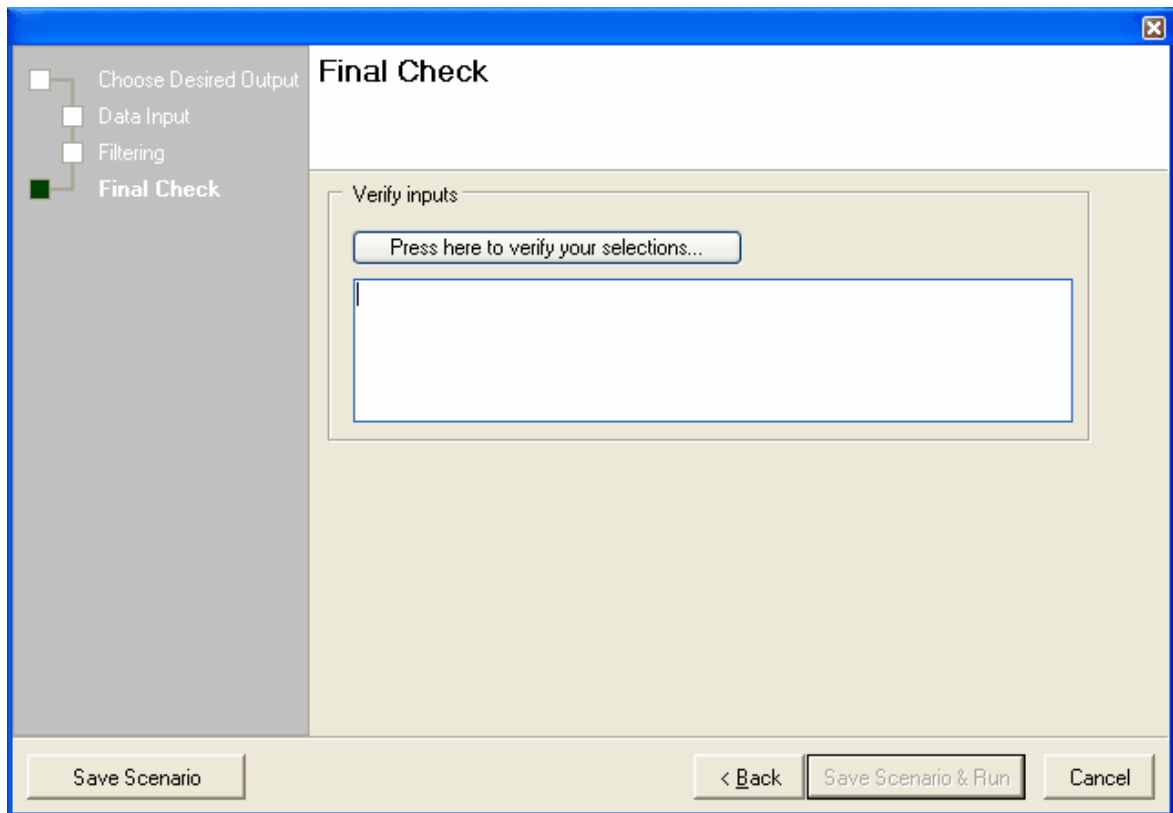 Choose Desired Output
Data Input
Filtering
Final Check
Final Check
Verify inputs
Press here to verify your selections...
Save Scenario
< Back
Save Scenario & Run
Cancel